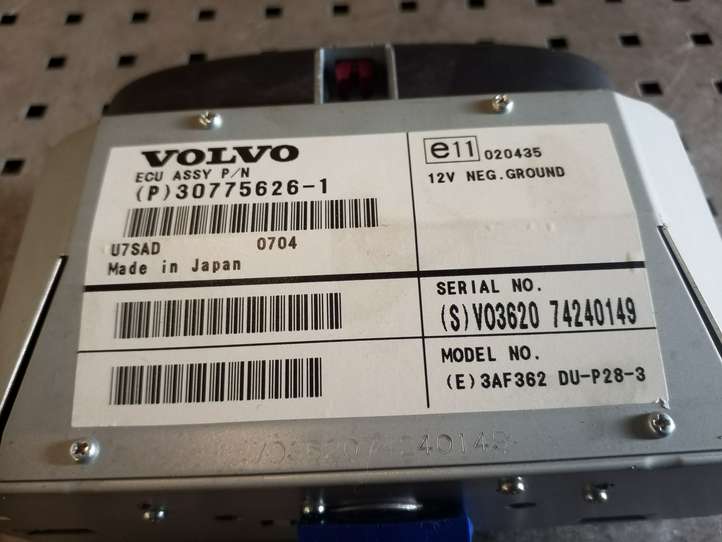 VOLVO
ECU ASSY P/N
(P)30775626-1
U7SAD 0704
Made in Japan
e11 020435
12V NEG.GROUND
SERIAL NO.
(S)V03620 74240149
MODEL NO.
(E)3AF362 DU-P28-3